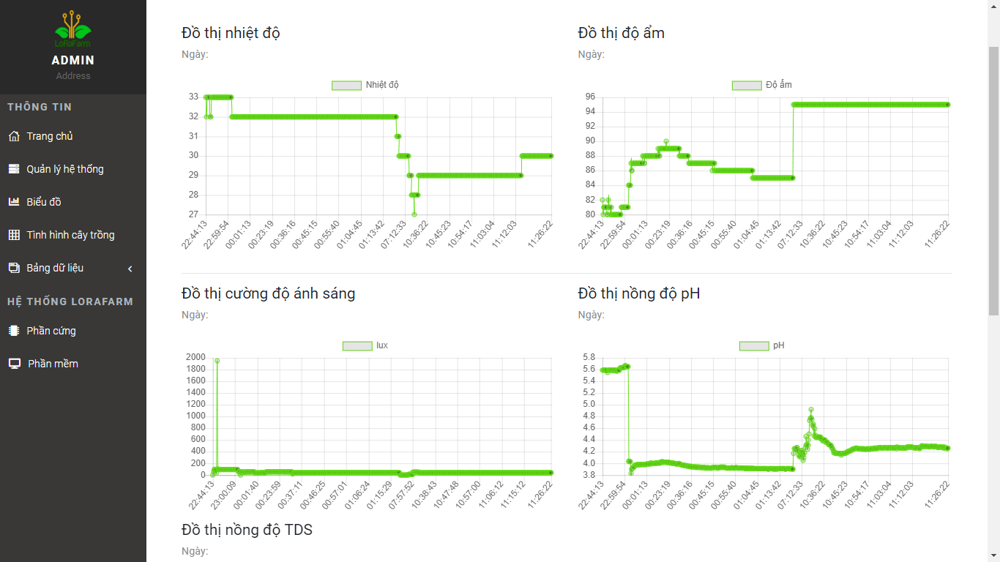 LoRaFarm
ADMIN
Address
THÔNG TIN
Trang chủ
Quản lý hệ thống
Biểu đồ
Tình hình cây trồng
Bảng dữ liệu
HỆ THỐNG LORAFARM
Phần cứng
Phần mềm
Đồ thị nhiệt độ
Ngày:
Nhiệt độ
33
32
31
30
29
28
27
22:44:13 22:59:54 00:01:13 00:23:19 00:36:16 00:45:15 00:55:40 01:04:45 01:13:42 07:12:33 10:36:22 10:45:23 10:54:17 11:03:04 11:12:03 11:26:22
Đồ thị độ ẩm
Ngày:
Độ ẩm
96
94
92
90
88
86
84
82
80
22:44:13 22:59:54 00:01:13 00:23:19 00:36:16 00:45:15 00:55:40 01:04:45 01:13:42 07:12:33 10:36:22 10:45:23 10:54:17 11:03:04 11:12:03 11:26:22
Đồ thị cường độ ánh sáng
Ngày:
lux
2000
1800
1600
1400
1200
1000
800
600
400
200
0
22:44:13 23:00:09 00:01:40 00:23:59 00:37:11 00:46:25 00:57:01 01:06:24 01:15:29 07:57:52 10:38:43 10:47:48 10:57:00 11:06:12 11:15:12 11:26:22
Đồ thị nồng độ pH
Ngày:
pH
5.8
5.6
5.4
5.2
5.0
4.8
4.6
4.4
4.2
4.0
3.8
22:44:13 22:59:54 00:01:13 00:23:19 00:36:16 00:45:15 00:55:40 01:04:45 01:13:42 07:12:33 10:36:22 10:45:23 10:54:17 11:03:04 11:12:03 11:26:22
Đồ thị nồng độ TDS
Ngày: